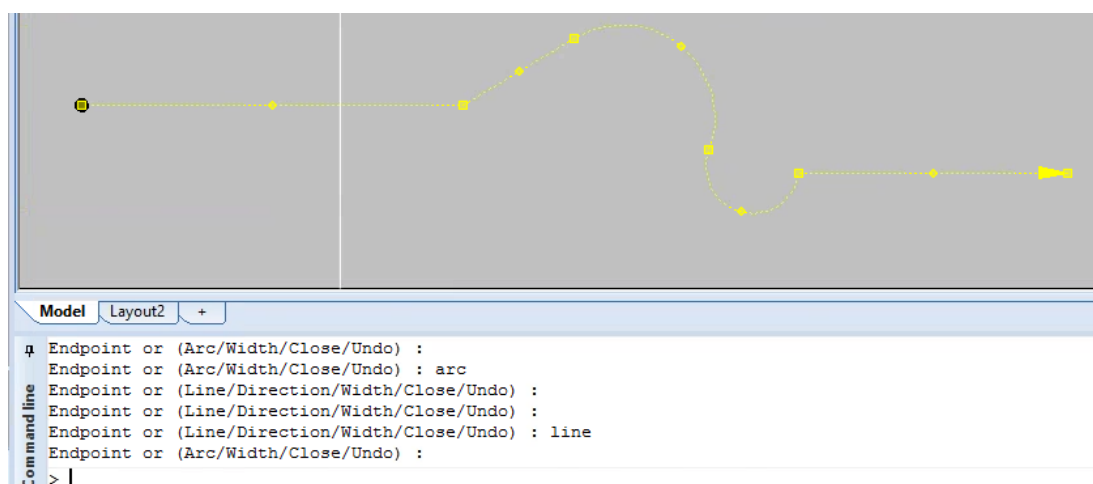 Model Layout2 +
Endpoint or (Arc/Width/Close/Undo) :
Endpoint or (Arc/Width/Close/Undo) : arc
Endpoint or (Line/Direction/Width/Close/Undo) :
Endpoint or (Line/Direction/Width/Close/Undo) :
Endpoint or (Line/Direction/Width/Close/Undo) : line
Endpoint or (Arc/Width/Close/Undo) :
>
Command line